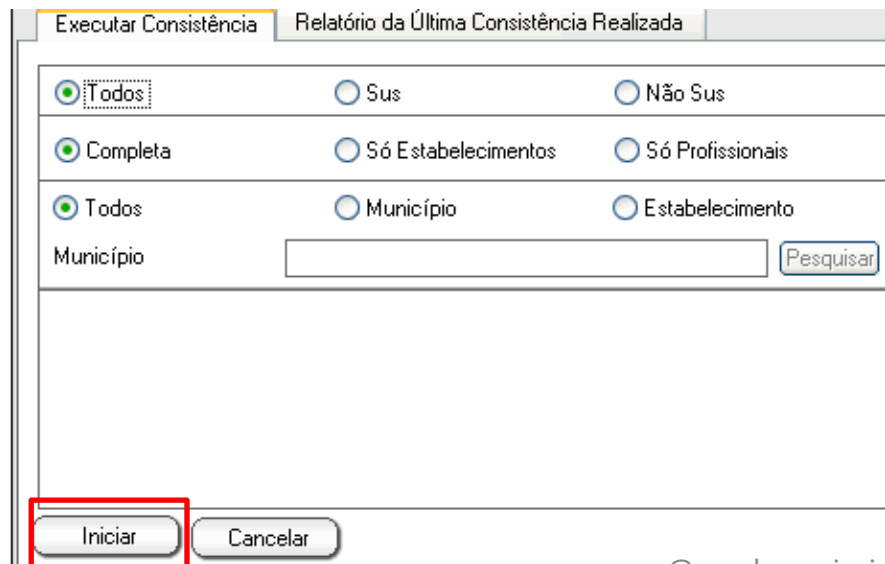 Executar Consistência Relatório da Última Consistência Realizada
Todos Sus Não Sus
Completa Só Estabelecimentos Só Profissionais
Todos Município Estabelecimento
Município Pesquisar
Iniciar Cancelar